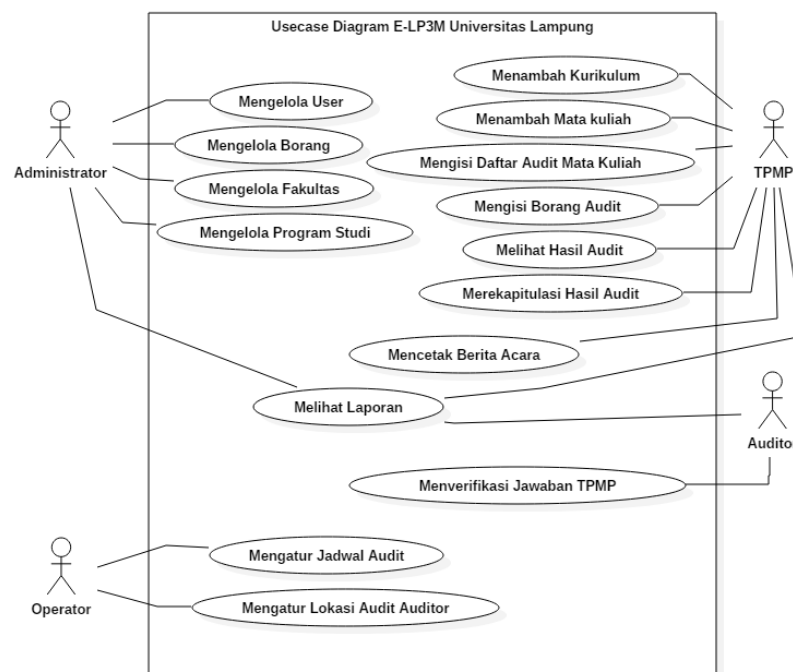 Usecase Diagram E-LP3M Universitas Lampung
Menambah Kurikulum
Mengelola User
Menambah Mata kuliah
Mengelola Borang
Mengisi Daftar Audit Mata Kuliah
Administrator
TPMP
Mengelola Fakultas
Mengisi Borang Audit
Mengelola Program Studi
Melihat Hasil Audit
Merekapitulasi Hasil Audit
Mencetak Berita Acara
Melihat Laporan
Auditor
Menverifikasi Jawaban TPMP
Mengatur Jadwal Audit
Operator
Mengatur Lokasi Audit Auditor